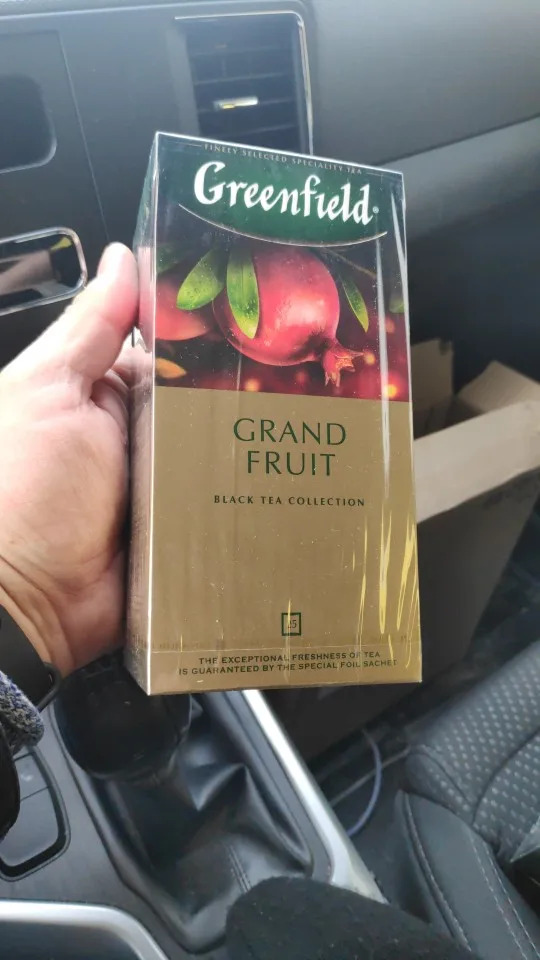 FINELY SELECTED SPECIALITY TEA
Greenfield®
GRAND
FRUIT
BLACK TEA COLLECTION
25
THE EXCEPTIONAL FRESHNESS OF TEA
IS GUARANTEED BY THE SPECIAL FOIL SACHET